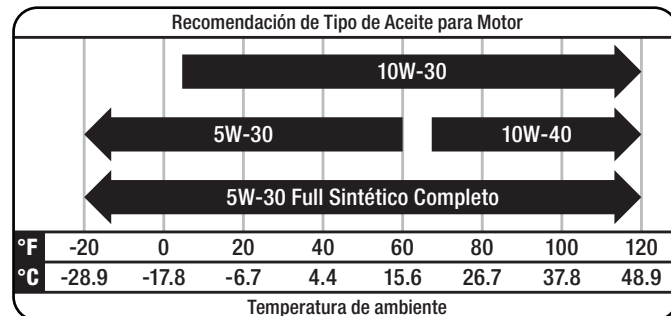 Recomendación de Tipo de Aceite para Motor
10W-30
5W-30 10W-40
5W-30 Full Sintético Completo
°F -20 0 20 40 60 80 100 120
°C -28.9 -17.8 -6.7 4.4 15.6 26.7 37.8 48.9
Temperatura de ambiente